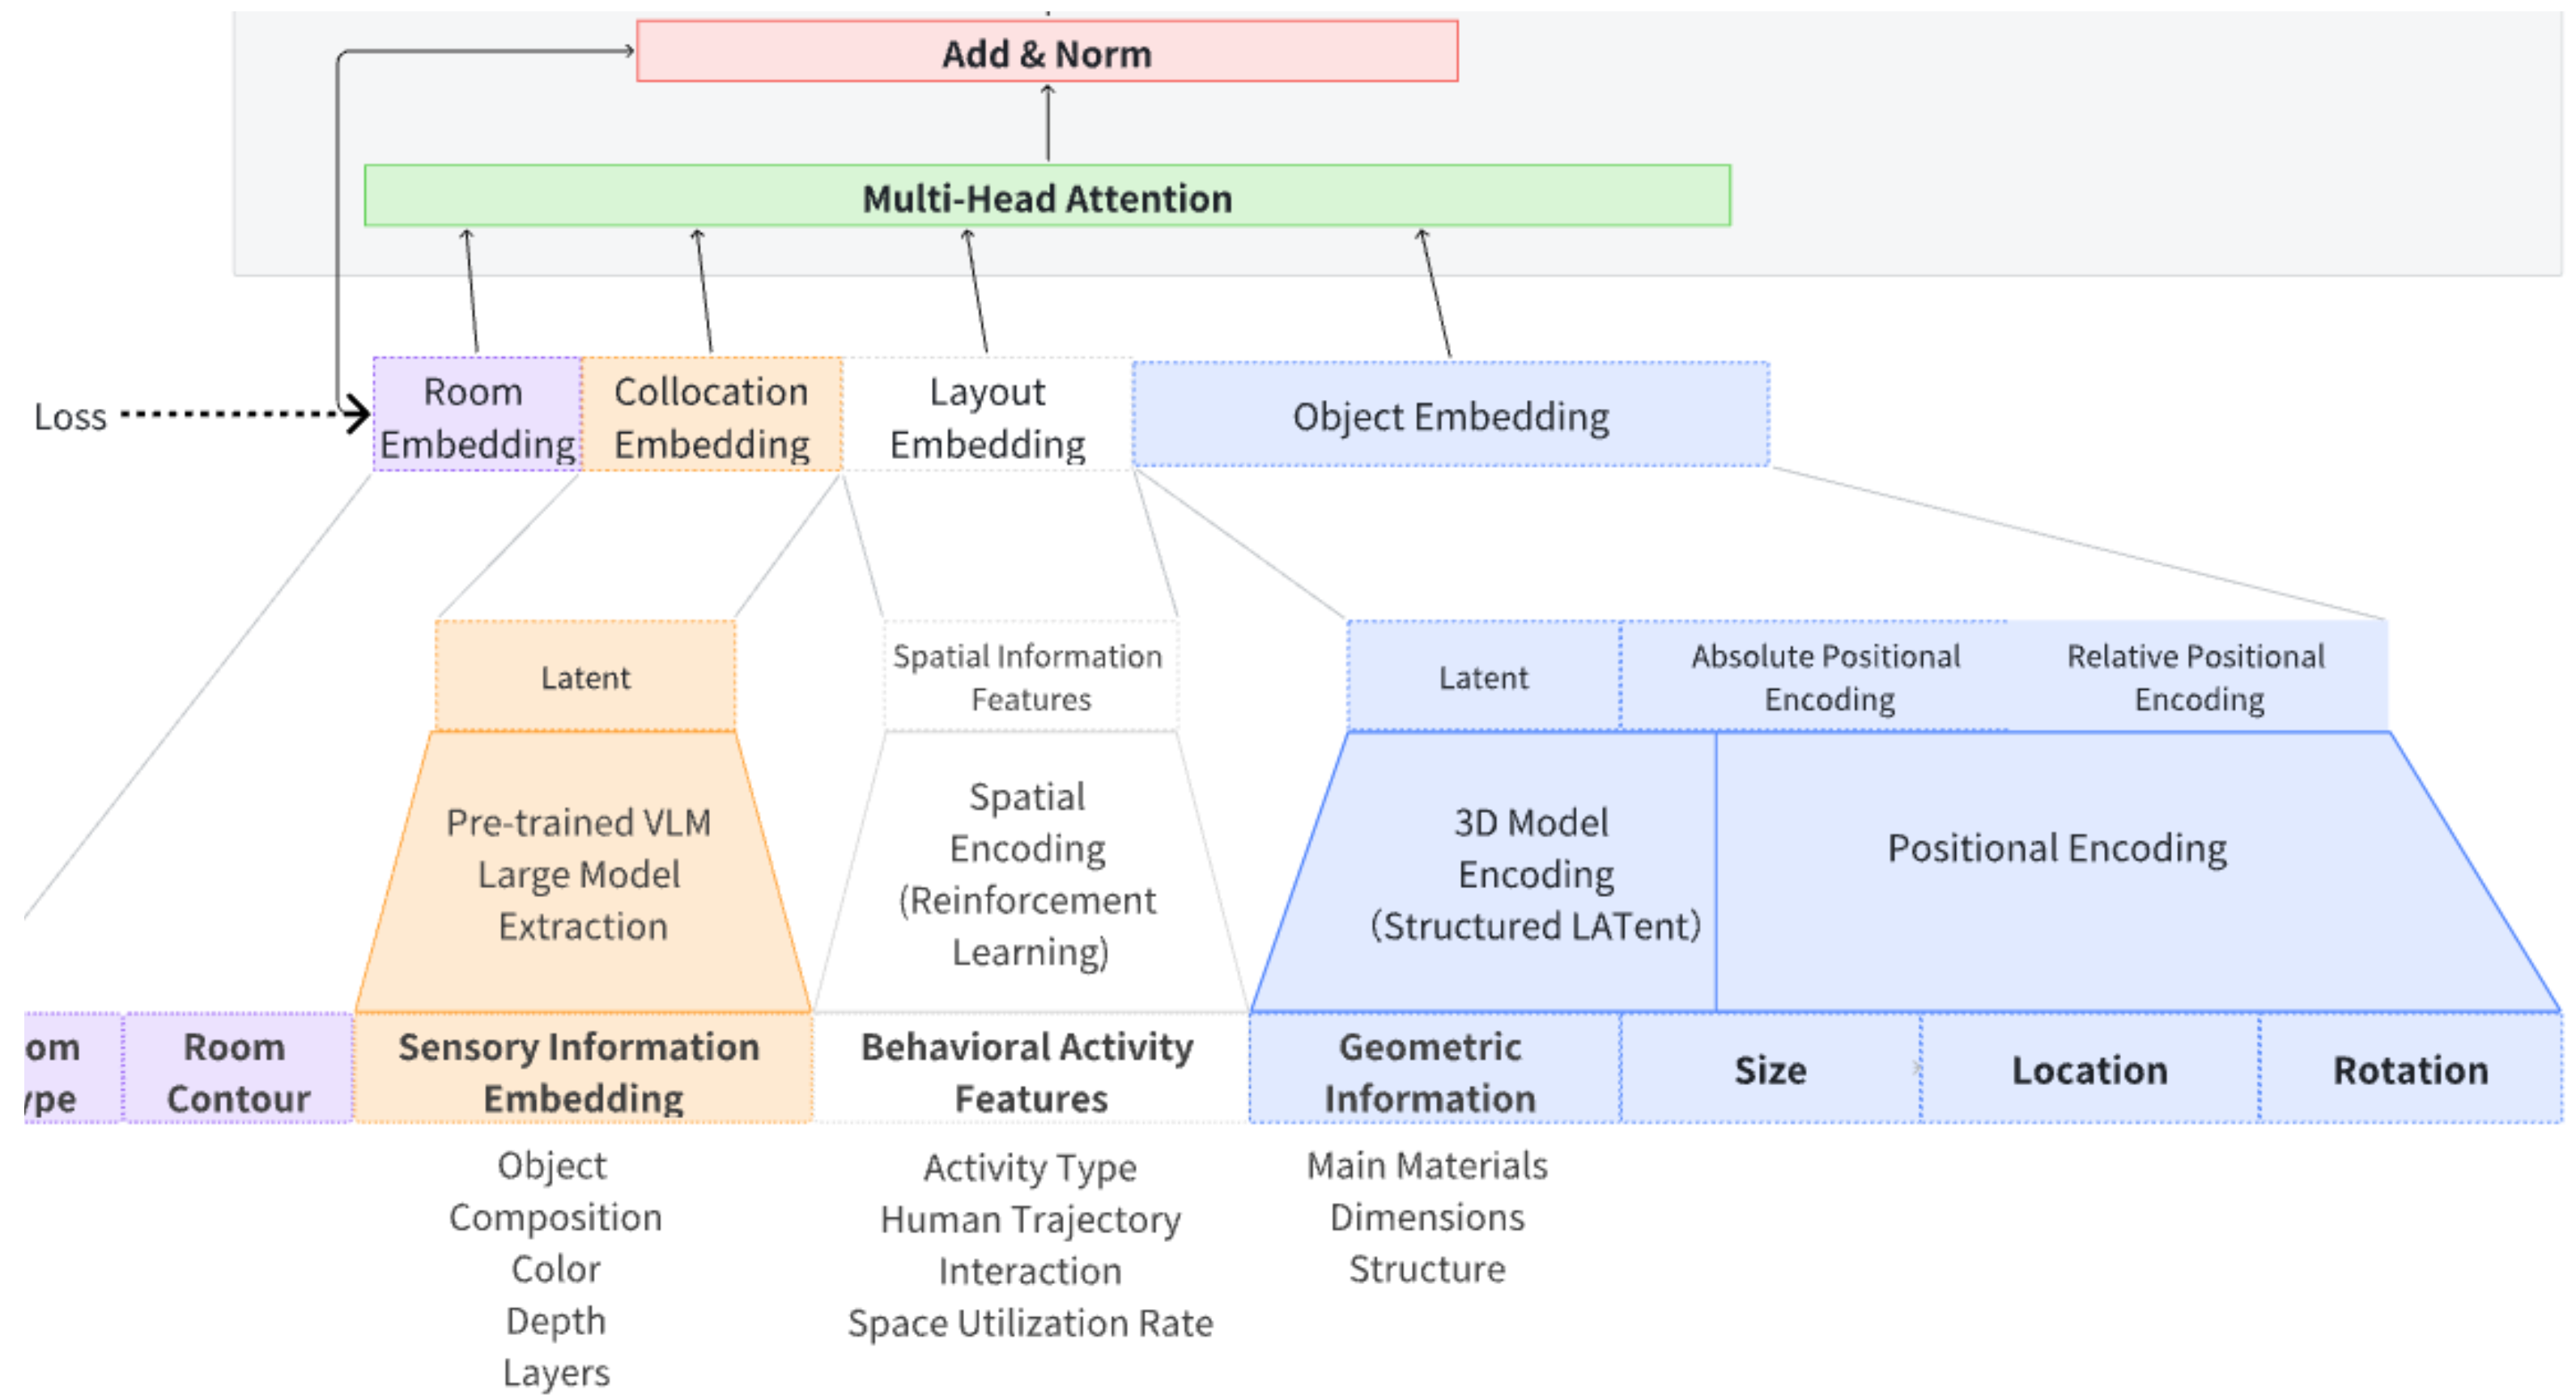 Add & Norm
Multi-Head Attention
Loss
Room
Embedding
Collocation
Embedding
Layout
Embedding
Object Embedding
Latent
Spatial Information
Features
Latent
Absolute Positional
Encoding
Relative Positional
Encoding
Pre-trained VLM
Large Model
Extraction
Spatial
Encoding
(Reinforcement
Learning)
3D Model
Encoding
（Structured LATent)
Positional Encoding
Room
Contour
Sensory Information
Embedding
Behavioral Activity
Features
Geometric
Information
Size
Location
Rotation
Object
Composition
Color
Depth
Layers
Activity Type
Human Trajectory
Interaction
Space Utilization Rate
Main Materials
Dimensions
Structure